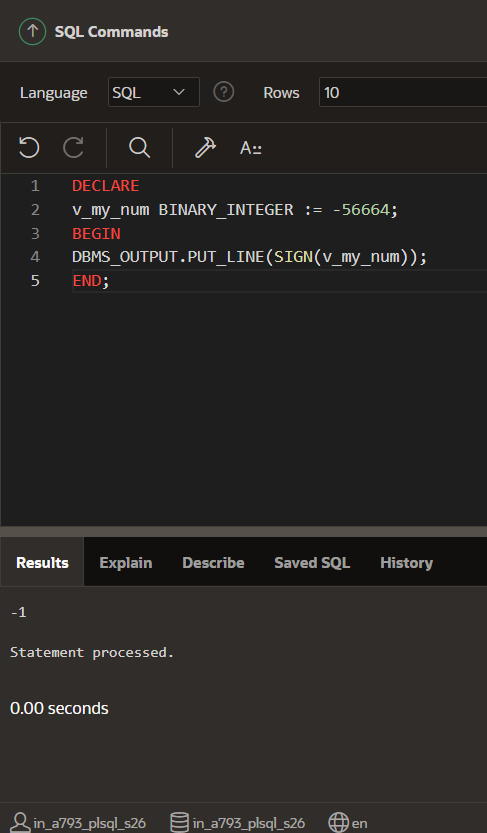 SQL Commands
Language SQL ? Rows 10
A::
1 DECLARE
2 v_my_num BINARY_INTEGER := -56664;
3 BEGIN
4 DBMS_OUTPUT.PUT_LINE(SIGN(v_my_num));
5 END;
Results Explain Describe Saved SQL History
-1
Statement processed.
0.00 seconds
in_a793_plsql_s26 in_a793_plsql_s26 en